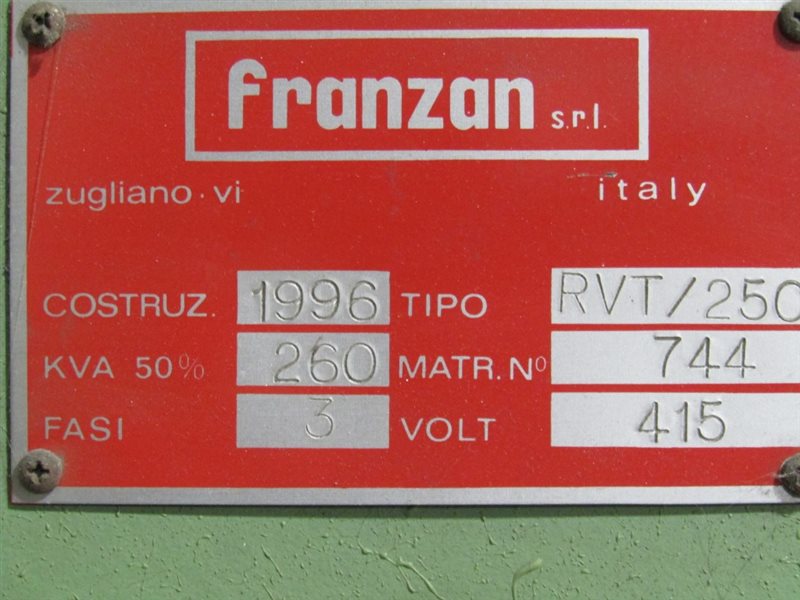 franzan s.r.l.
zugliano · vi italy
COSTRUZ. 1996 TIPO RVT/250
KVA 50% 260 MATR. Nº 744
FASI 3 VOLT 415